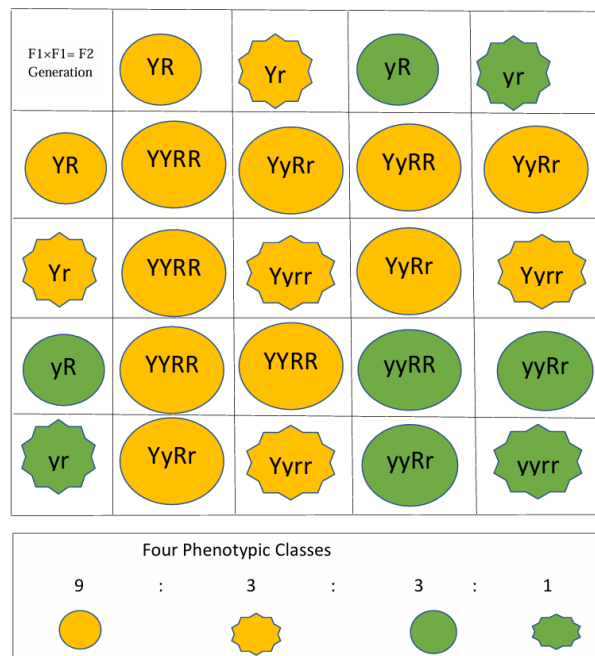 F1×F1= F2
Generation
YR Yr yR yr
YR YYRR YyRr YyRR YyRr
Yr YYRR Yyrr YyRr Yyrr
yR YYRR YYRR yyRR yyRr
yr YyRr Yyrr yyRr yyrr
Four Phenotypic Classes
9 : 3 : 3 : 1